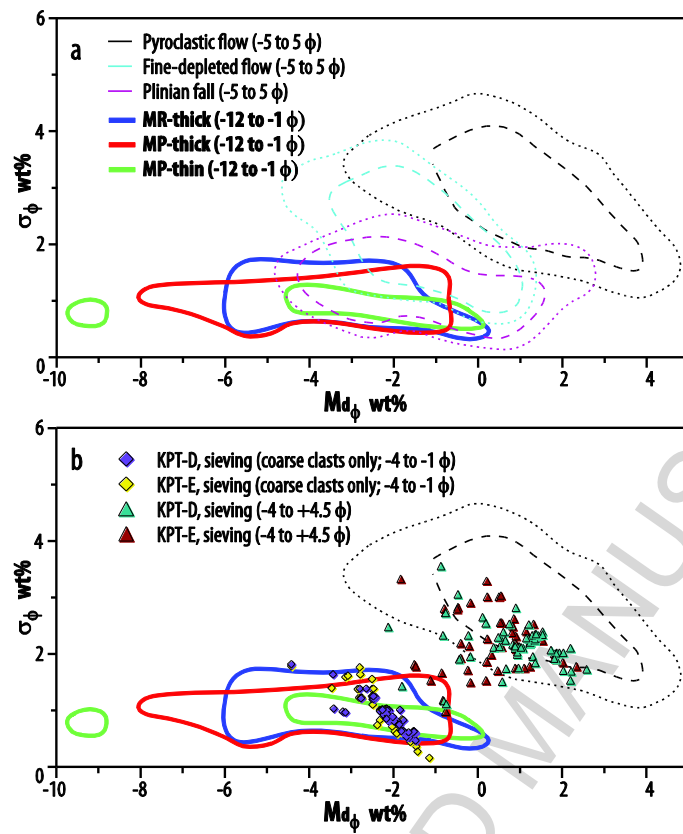 6
a
Pyroclastic flow (-5 to 5 ϕ)
Fine-depleted flow (-5 to 5 ϕ)
Plinian fall (-5 to 5 ϕ)
MR-thick (-12 to -1 ϕ)
MP-thick (-12 to -1 ϕ)
MP-thin (-12 to -1 ϕ)
4
σϕ wt%
2
0
-10 -8 -6 -4 -2 0 2 4
Mdϕ wt%
6
b
KPT-D, sieving (coarse clasts only; -4 to -1 ϕ)
KPT-E, sieving (coarse clasts only; -4 to -1 ϕ)
KPT-D, sieving (-4 to +4.5 ϕ)
KPT-E, sieving (-4 to +4.5 ϕ)
4
σϕ wt%
2
0
-10 -8 -6 -4 -2 0 2 4
Mdϕ wt%
D MANUS